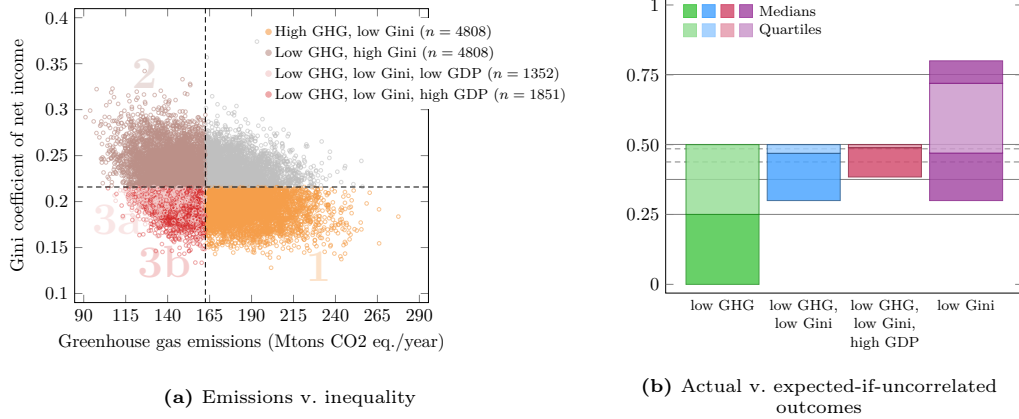 High GHG, low Gini (n = 4808)
Low GHG, high Gini (n = 4808)
Low GHG, low Gini, low GDP (n = 1352)
Low GHG, low Gini, high GDP (n = 1851)
Gini coefficient of net income
0.4
0.35
0.3
0.25
0.2
0.15
0.1
2
3a
3b
1
90 115 140 165 190 215 240 265 290
Greenhouse gas emissions (Mtons CO2 eq./year)
(a) Emissions v. inequality
Medians
Quartiles
1
0.75
0.50
0.25
0
low GHG
low GHG,
low Gini
low GHG,
low Gini,
high GDP
low Gini
(b) Actual v. expected-if-uncorrelated
outcomes